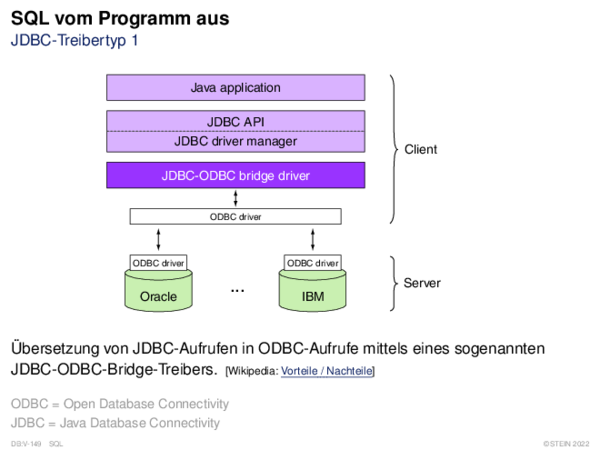 SQL vom Programm aus
JDBC-Treibertyp 1
Java application
JDBC API
JDBC driver manager
JDBC-ODBC bridge driver
ODBC driver
Client
ODBC driver
ODBC driver
Oracle
...
IBM
Server
Übersetzung von JDBC-Aufrufen in ODBC-Aufrufe mittels eines sogenannten
JDBC-ODBC-Bridge-Treibers. [Wikipedia: Vorteile / Nachteile]
ODBC = Open Database Connectivity
JDBC = Java Database Connectivity
DB:V-149 SQL ©STEIN 2022